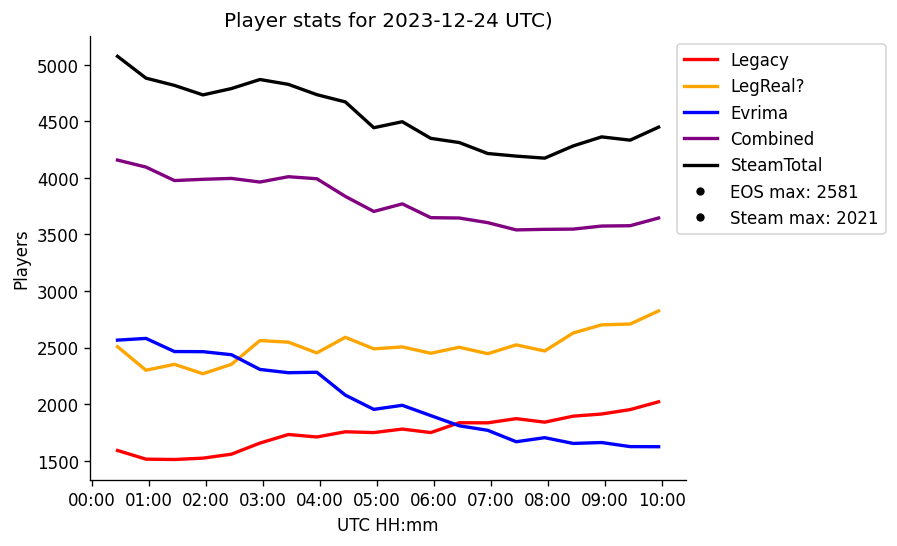 Player stats for 2023-12-24 UTC)
Players
5000
4500
4000
3500
3000
2500
2000
1500
00:00 01:00 02:00 03:00 04:00 05:00 06:00 07:00 08:00 09:00 10:00
UTC HH:mm
Legacy
LegReal?
Evrima
Combined
SteamTotal
EOS max: 2581
Steam max: 2021